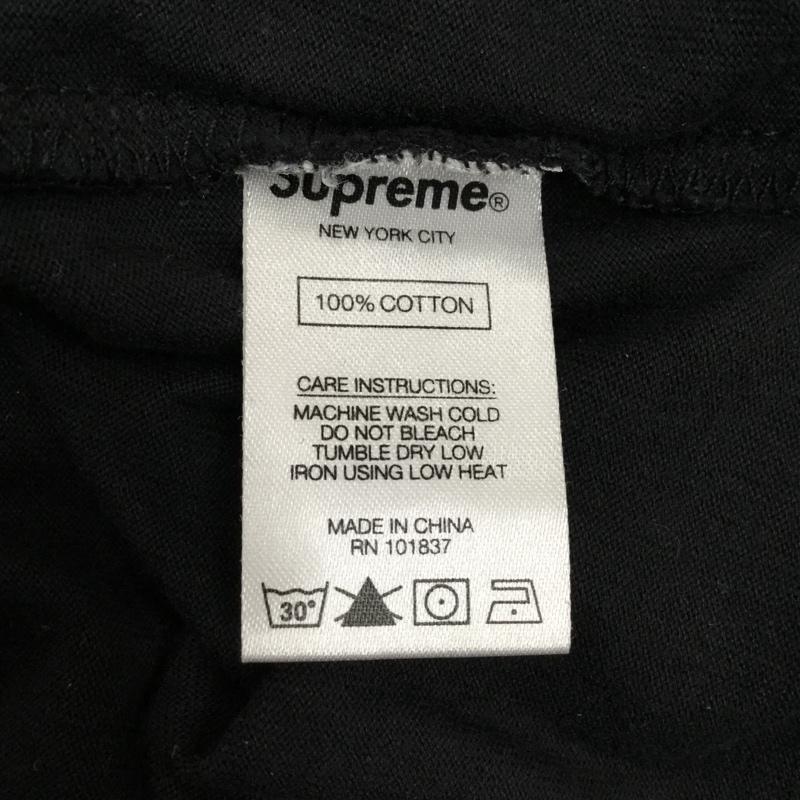 Supreme®
NEW YORK CITY
100% COTTON
CARE INSTRUCTIONS:
MACHINE WASH COLD
DO NOT BLEACH
TUMBLE DRY LOW
IRON USING LOW HEAT
MADE IN CHINA
RN 101837
30°